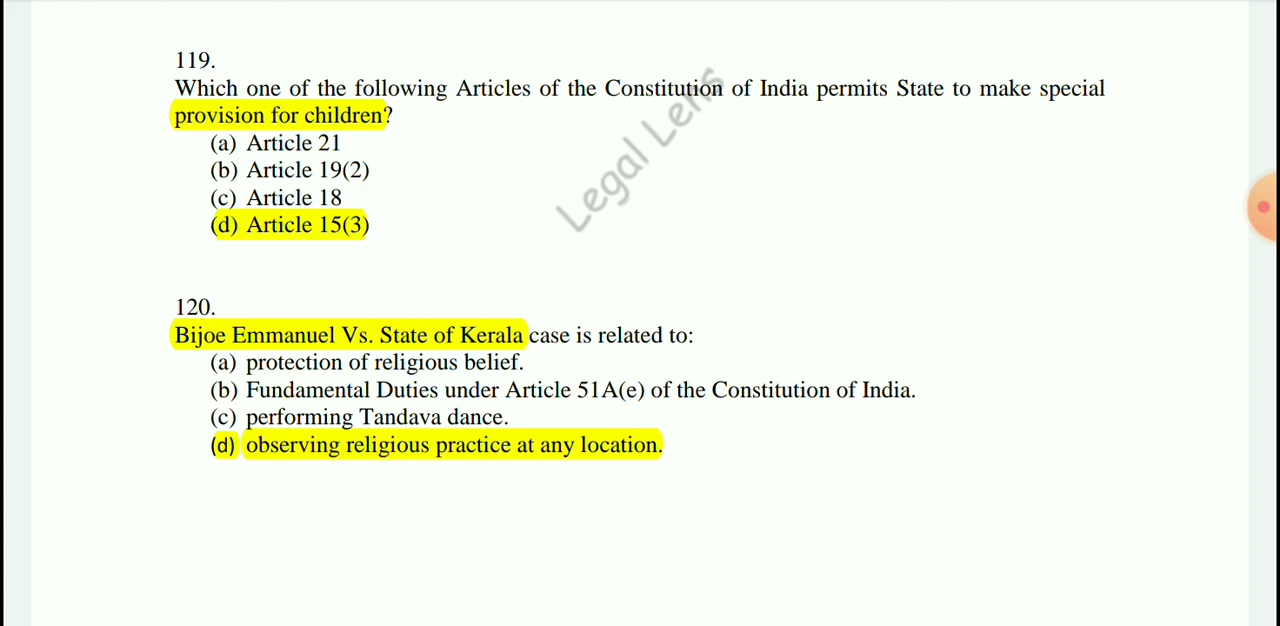 119.
Which one of the following Articles of the Constitution of India permits State to make special
provision for children?
(a) Article 21
(b) Article 19(2)
(c) Article 18
(d) Article 15(3)
Legal Lens
120.
Bijoe Emmanuel Vs. State of Kerala case is related to:
(a) protection of religious belief.
(b) Fundamental Duties under Article 51A(e) of the Constitution of India.
(c) performing Tandava dance.
(d) observing religious practice at any location.